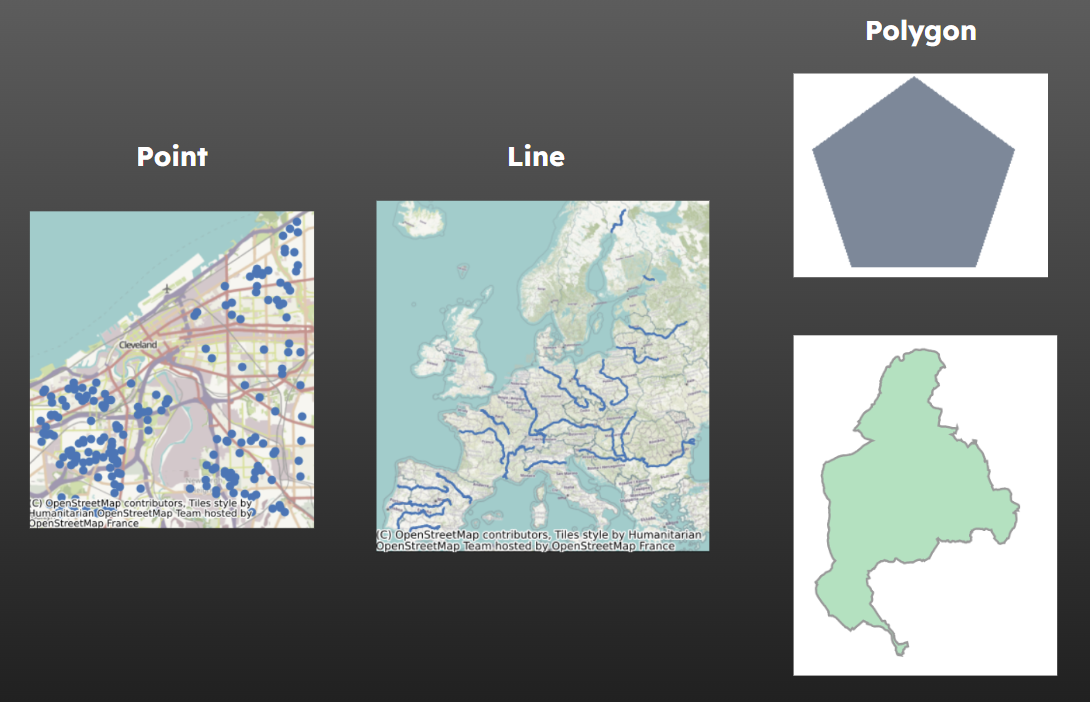 Polygon
Point
Line
Cleveland
(C) OpenStreetMap contributors, Tiles style by
Humanitarian OpenStreetMap Team hosted by
OpenStreetMap France
(C) OpenStreetMap contributors, Tiles style by Humanitarian
OpenStreetMap Team hosted by OpenStreetMap France